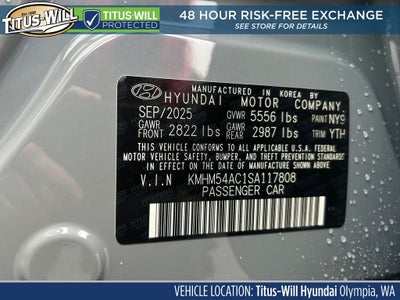 TITUS-WILL
TITUS-WILL
PROTECTED
48 HOUR RISK-FREE EXCHANGE
*SEE STORE FOR DETAILS
MANUFACTURED IN KOREA BY
HYUNDAI MOTOR COMPANY
SEP/2025 GVWR 5556 lbs PAINT NY9
GAWR FRONT 2822 lbs GAWR REAR 2987 lbs TRIM YTH
THIS VEHICLE CONFORMS TO ALL APPLICABLE FEDERAL
MOTOR VEHICLE SAFETY, BUMPER, AND THEFT PREVENTION
STANDARDS IN EFFECT ON THE DATE OF MANUFACTURE
SHOWN ABOVE.
V.I.N KMHM54AC1SA117808
PASSENGER CAR
VEHICLE LOCATION: Titus-Will Hyundai Olympia, WA